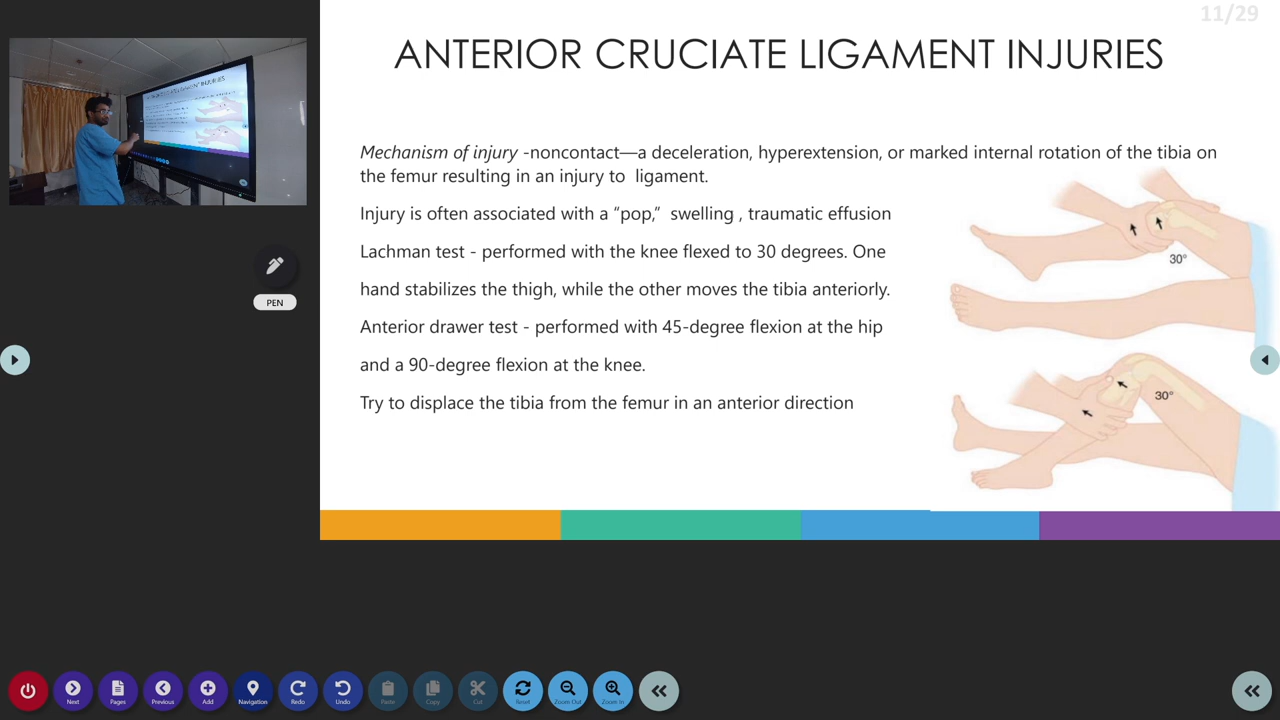 11/29
ANTERIOR CRUCIATE LIGAMENT INJURIES
Mechanism of injury -noncontact—a deceleration, hyperextension, or marked internal rotation of the tibia on
the femur resulting in an injury to  ligament.
Injury is often associated with a “pop,”  swelling , traumatic effusion
Lachman test - performed with the knee flexed to 30 degrees. One
hand stabilizes the thigh, while the other moves the tibia anteriorly.
Anterior drawer test - performed with 45-degree flexion at the hip
and a 90-degree flexion at the knee.
Try to displace the tibia from the femur in an anterior direction
30°
30°
PEN
Next
Pages
Previous
Add
Navigation
Redo
Undo
Paste
Copy
Cut
Reset
Zoom Out
Zoom In